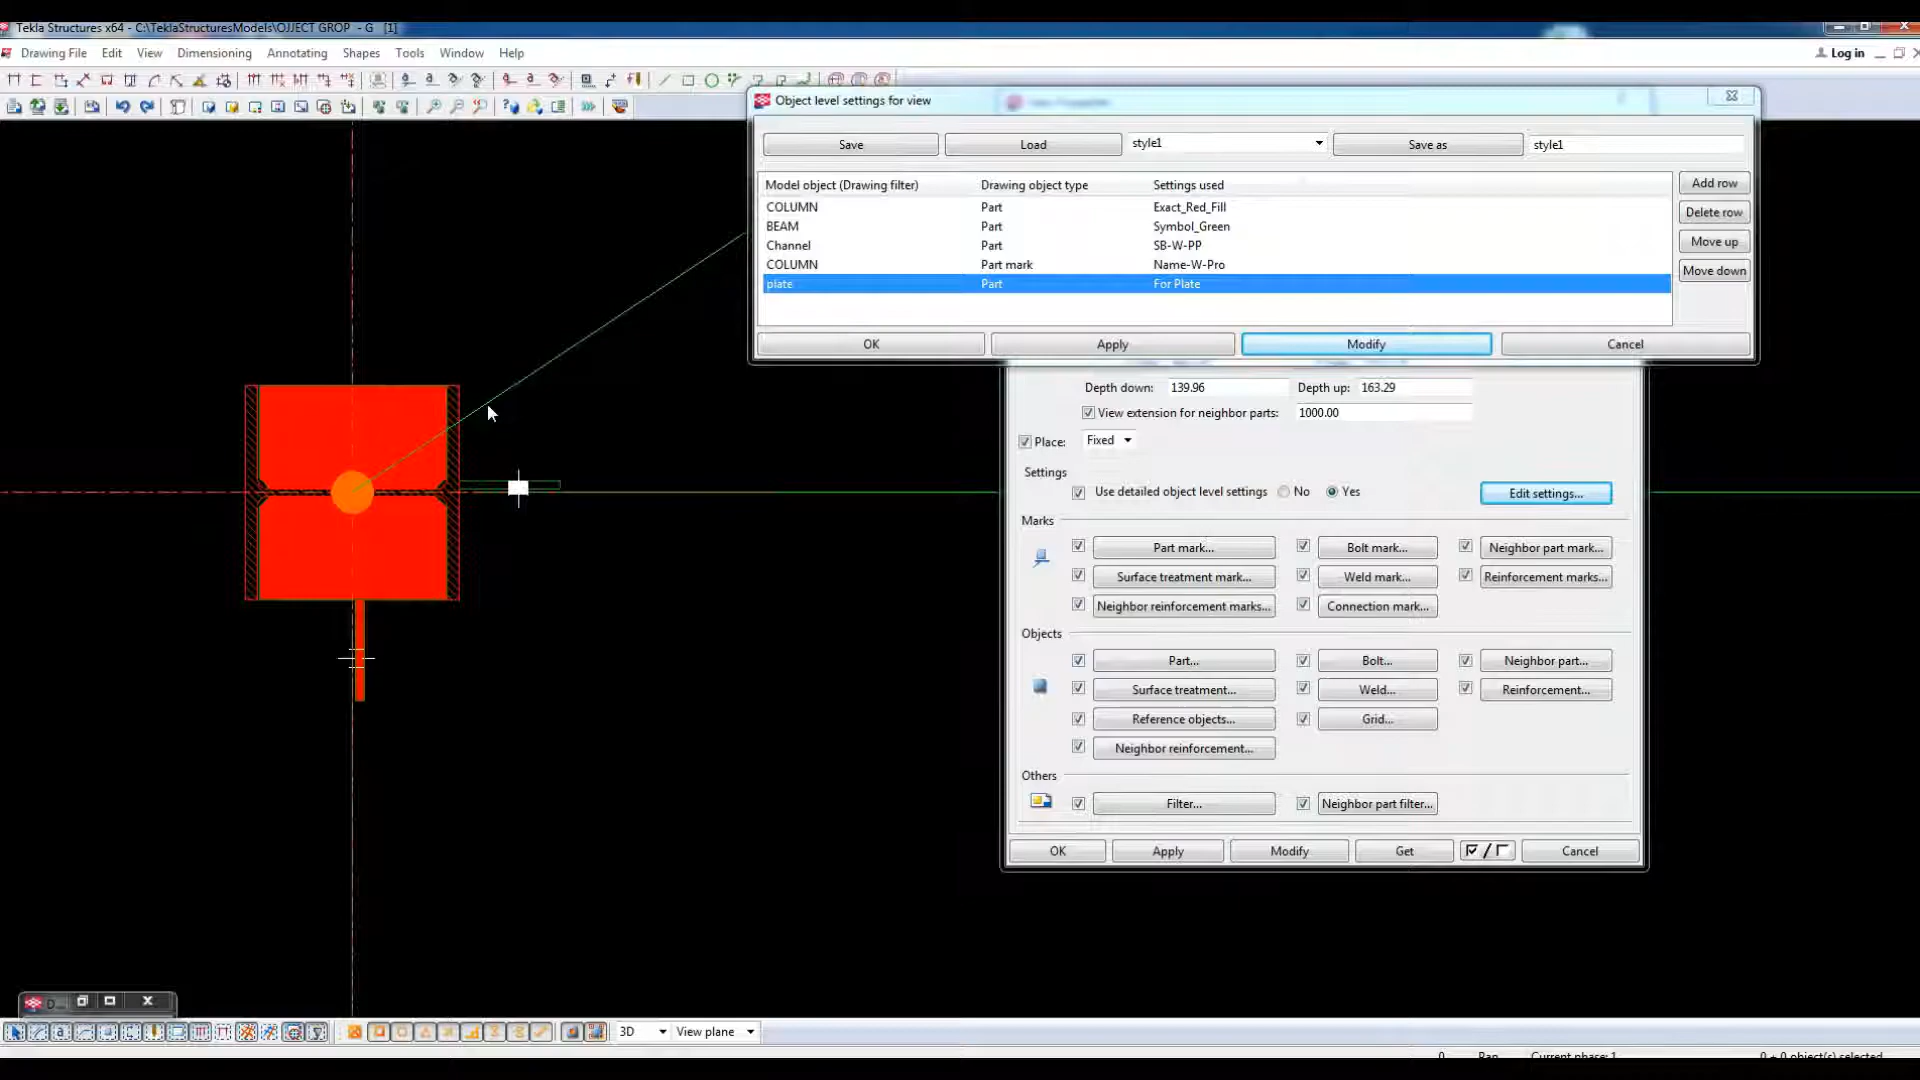 Tekla Structures x64 - C:\TeklaStructuresModels\OJJECT GROP - G [1]
Drawing File Edit View Dimensioning Annotating Shapes Tools Window Help
Log in
Object level settings for view
Save Load style1 Save as style1
Model object (Drawing filter) Drawing object type Settings used
COLUMN Part Exact_Red_Fill
BEAM Part Symbol_Green
Channel Part SB-W-PP
COLUMN Part mark Name-W-Pro
plate Part For Plate
Add row
Delete row
Move up
Move down
OK Apply Modify Cancel
Depth down: 139.96 Depth up: 163.29
View extension for neighbor parts: 1000.00
Place: Fixed
Settings
Use detailed object level settings No Yes Edit settings...
Marks
Part mark... Bolt mark... Neighbor part mark...
Surface treatment mark... Weld mark... Reinforcement marks...
Neighbor reinforcement marks... Connection mark...
Objects
Part... Bolt... Neighbor part...
Surface treatment... Weld... Reinforcement...
Reference objects... Grid...
Neighbor reinforcement...
Others
Filter... Neighbor part filter...
OK Apply Modify Get / Cancel
D...
3D View plane
0 Pan Current phase: 1 0 + 0 object(s) selected